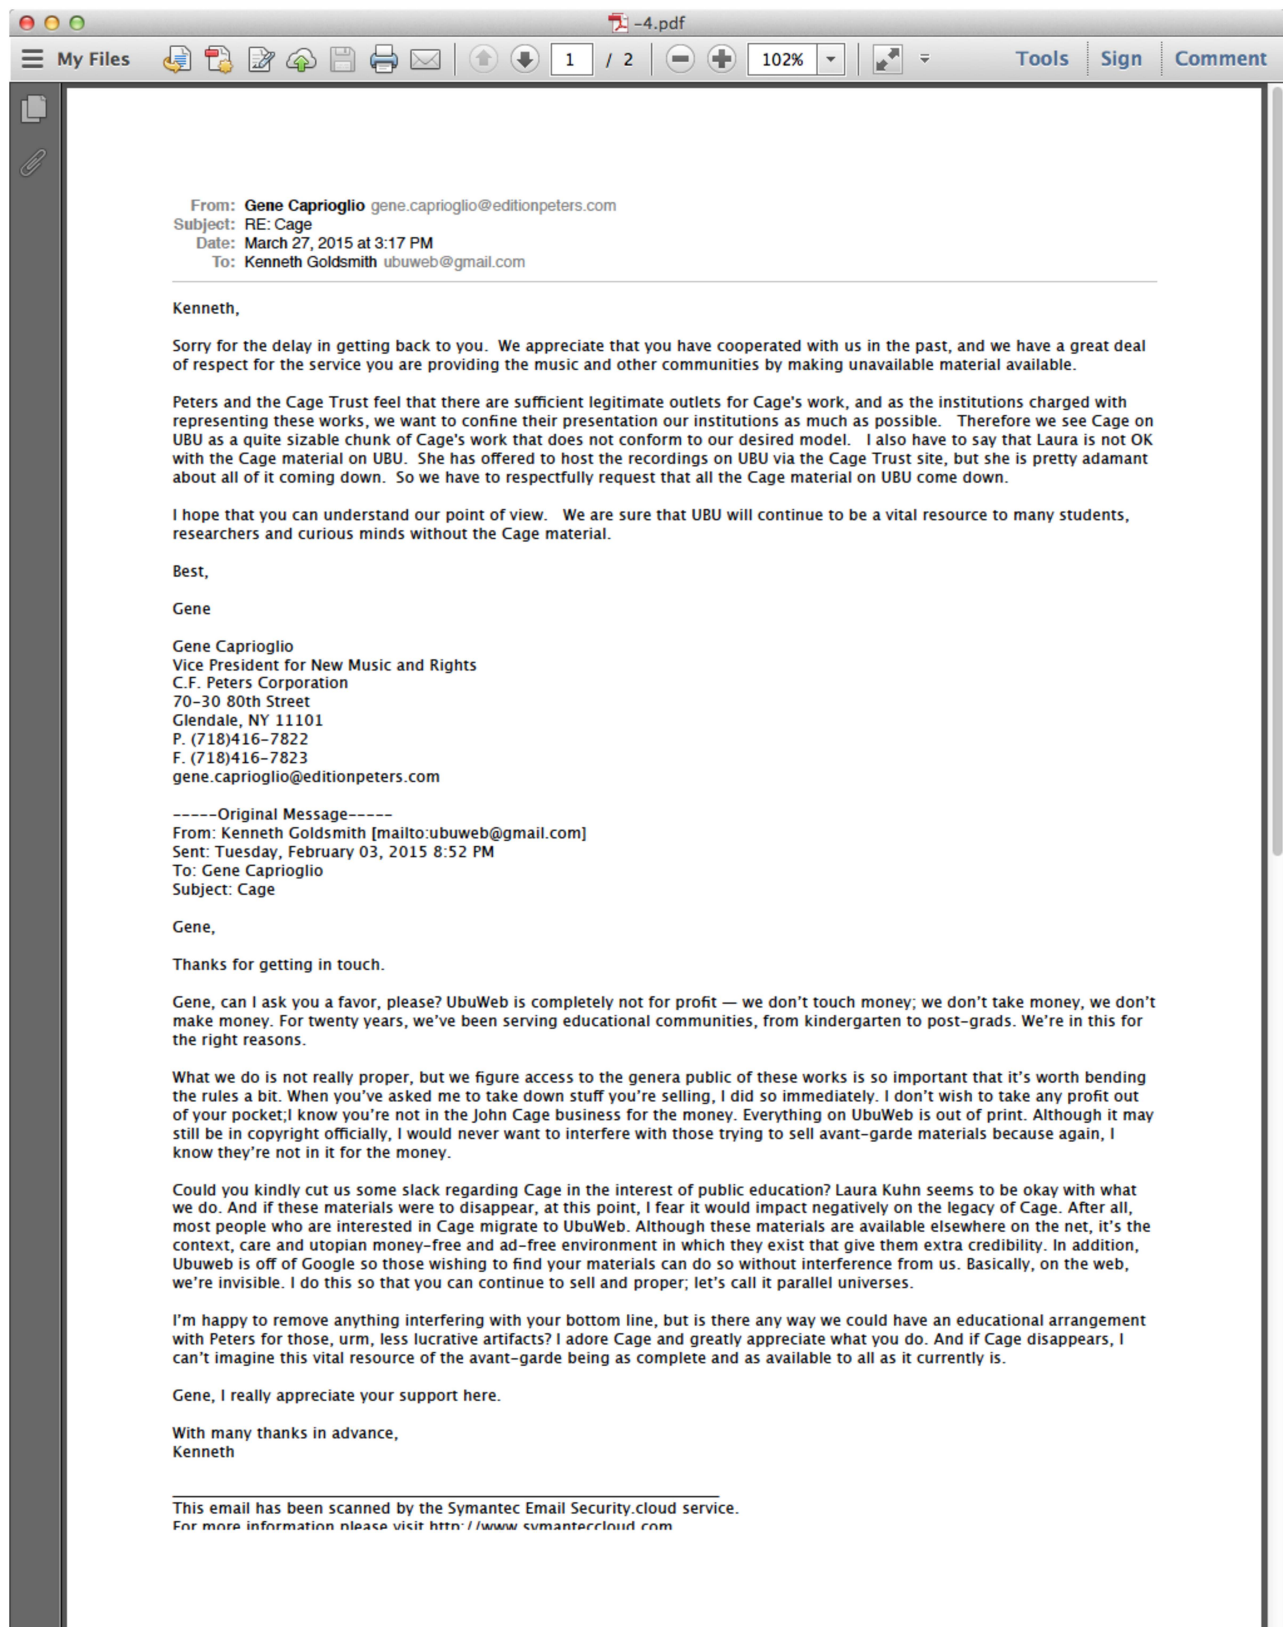 -4.pdf
My Files
1 / 2
102%
Tools Sign Comment
From: Gene Caprioglio gene.caprioglio@editionpeters.com
Subject: RE: Cage
Date: March 27, 2015 at 3:17 PM
To: Kenneth Goldsmith ubuweb@gmail.com
Kenneth,
Sorry for the delay in getting back to you.  We appreciate that you have cooperated with us in the past, and we have a great deal
of respect for the service you are providing the music and other communities by making unavailable material available.
Peters and the Cage Trust feel that there are sufficient legitimate outlets for Cage's work, and as the institutions charged with
representing these works, we want to confine their presentation our institutions as much as possible.   Therefore we see Cage on
UBU as a quite sizable chunk of Cage's work that does not conform to our desired model.   I also have to say that Laura is not OK
with the Cage material on UBU.  She has offered to host the recordings on UBU via the Cage Trust site, but she is pretty adamant
about all of it coming down.  So we have to respectfully request that all the Cage material on UBU come down.
I hope that you can understand our point of view.   We are sure that UBU will continue to be a vital resource to many students,
researchers and curious minds without the Cage material.
Best,
Gene
Gene Caprioglio
Vice President for New Music and Rights
C.F. Peters Corporation
70-30 80th Street
Glendale, NY 11101
P. (718)416-7822
F. (718)416-7823
gene.caprioglio@editionpeters.com
-----Original Message-----
From: Kenneth Goldsmith [mailto:ubuweb@gmail.com]
Sent: Tuesday, February 03, 2015 8:52 PM
To: Gene Caprioglio
Subject: Cage
Gene,
Thanks for getting in touch.
Gene, can I ask you a favor, please? UbuWeb is completely not for profit — we don't touch money; we don't take money, we don't
make money. For twenty years, we've been serving educational communities, from kindergarten to post-grads. We're in this for
the right reasons.
What we do is not really proper, but we figure access to the genera public of these works is so important that it's worth bending
the rules a bit. When you've asked me to take down stuff you're selling, I did so immediately. I don't wish to take any profit out
of your pocket;I know you're not in the John Cage business for the money. Everything on UbuWeb is out of print. Although it may
still be in copyright officially, I would never want to interfere with those trying to sell avant-garde materials because again, I
know they're not in it for the money.
Could you kindly cut us some slack regarding Cage in the interest of public education? Laura Kuhn seems to be okay with what
we do. And if these materials were to disappear, at this point, I fear it would impact negatively on the legacy of Cage. After all,
most people who are interested in Cage migrate to UbuWeb. Although these materials are available elsewhere on the net, it's the
context, care and utopian money-free and ad-free environment in which they exist that give them extra credibility. In addition,
Ubuweb is off of Google so those wishing to find your materials can do so without interference from us. Basically, on the web,
we're invisible. I do this so that you can continue to sell and proper; let's call it parallel universes.
I'm happy to remove anything interfering with your bottom line, but is there any way we could have an educational arrangement
with Peters for those, urm, less lucrative artifacts? I adore Cage and greatly appreciate what you do. And if Cage disappears, I
can't imagine this vital resource of the avant-garde being as complete and as available to all as it currently is.
Gene, I really appreciate your support here.
With many thanks in advance,
Kenneth
This email has been scanned by the Symantec Email Security.cloud service.
For more information please visit http://www.symanteccloud.com